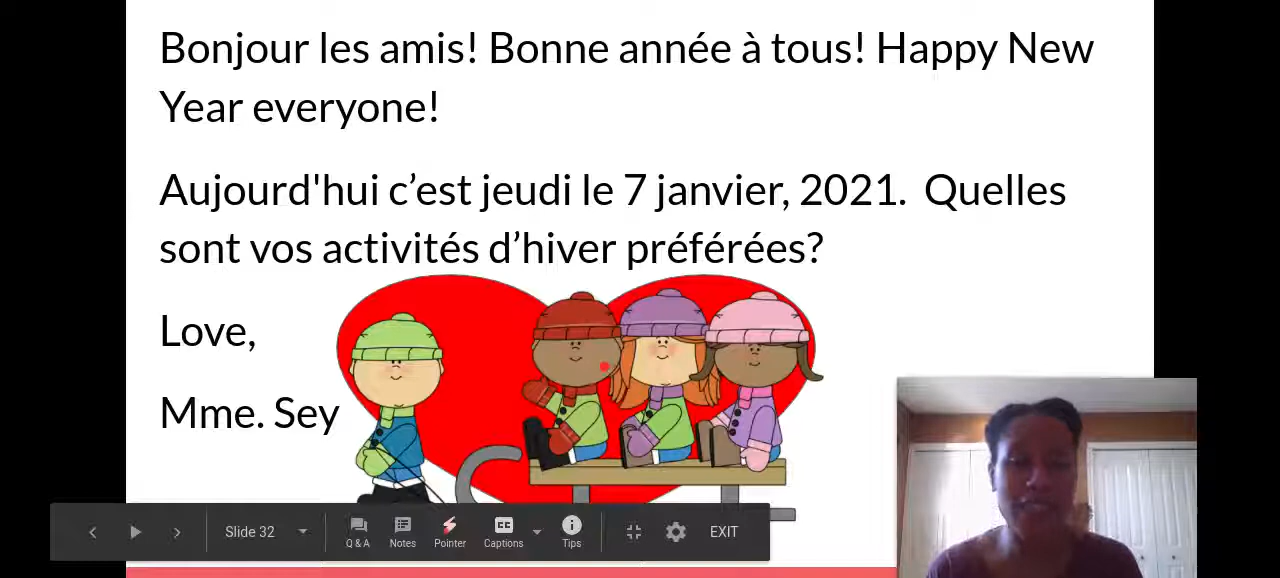 Bonjour les amis! Bonne année à tous! Happy New
Year everyone!
Aujourd'hui c’est jeudi le 7 janvier, 2021.  Quelles
sont vos activités d’hiver préférées?
Love,
Mme. Sey
Slide 32
Q & A
Notes
Pointer
CC
Captions
Tips
EXIT